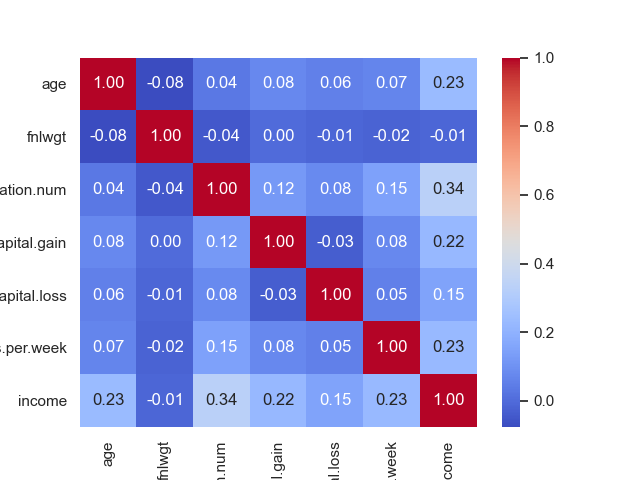 1.0
age 1.00 -0.08 0.04 0.08 0.06 0.07 0.23
0.8
fnlwgt -0.08 1.00 -0.04 0.00 -0.01 -0.02 -0.01
ation.num 0.04 -0.04 1.00 0.12 0.08 0.15 0.34
0.6
apital.gain 0.08 0.00 0.12 1.00 -0.03 0.08 0.22
0.4
apital.loss 0.06 -0.01 0.08 -0.03 1.00 0.05 0.15
0.2
s.per.week 0.07 -0.02 0.15 0.08 0.05 1.00 0.23
income 0.23 -0.01 0.34 0.22 0.15 0.23 1.00
0.0
age fnlwgt n.num l.gain al.loss .week come